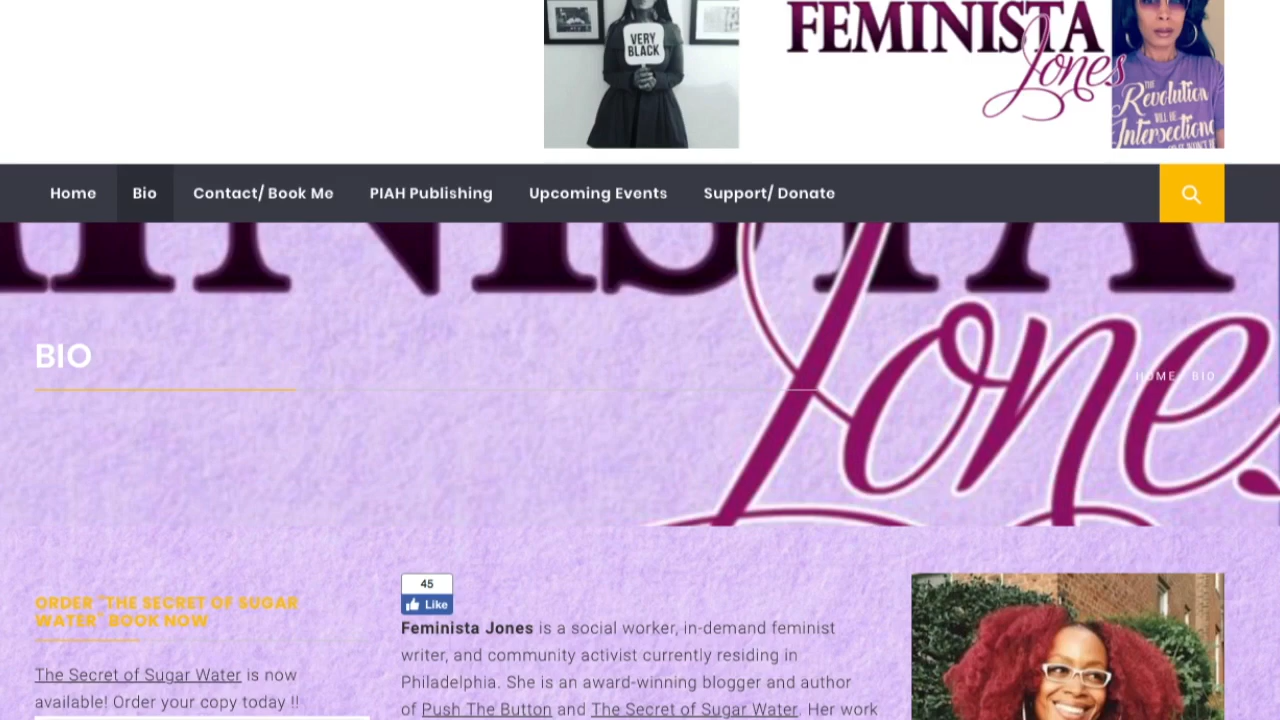 VERY
BLACK
FEMINISTA
Jones
THE
Revolution
WILL BE
Intersectional
Home
Bio
Contact/ Book Me
PIAH Publishing
Upcoming Events
Support/ Donate
INISTA
Jones
BIO
HOME BIO
ORDER "THE SECRET OF SUGAR
WATER" BOOK NOW
The Secret of Sugar Water is now
available! Order your copy today !!
45
Like
Feminista Jones is a social worker, in-demand feminist
writer, and community activist currently residing in
Philadelphia. She is an award-winning blogger and author
of Push The Button and The Secret of Sugar Water. Her work